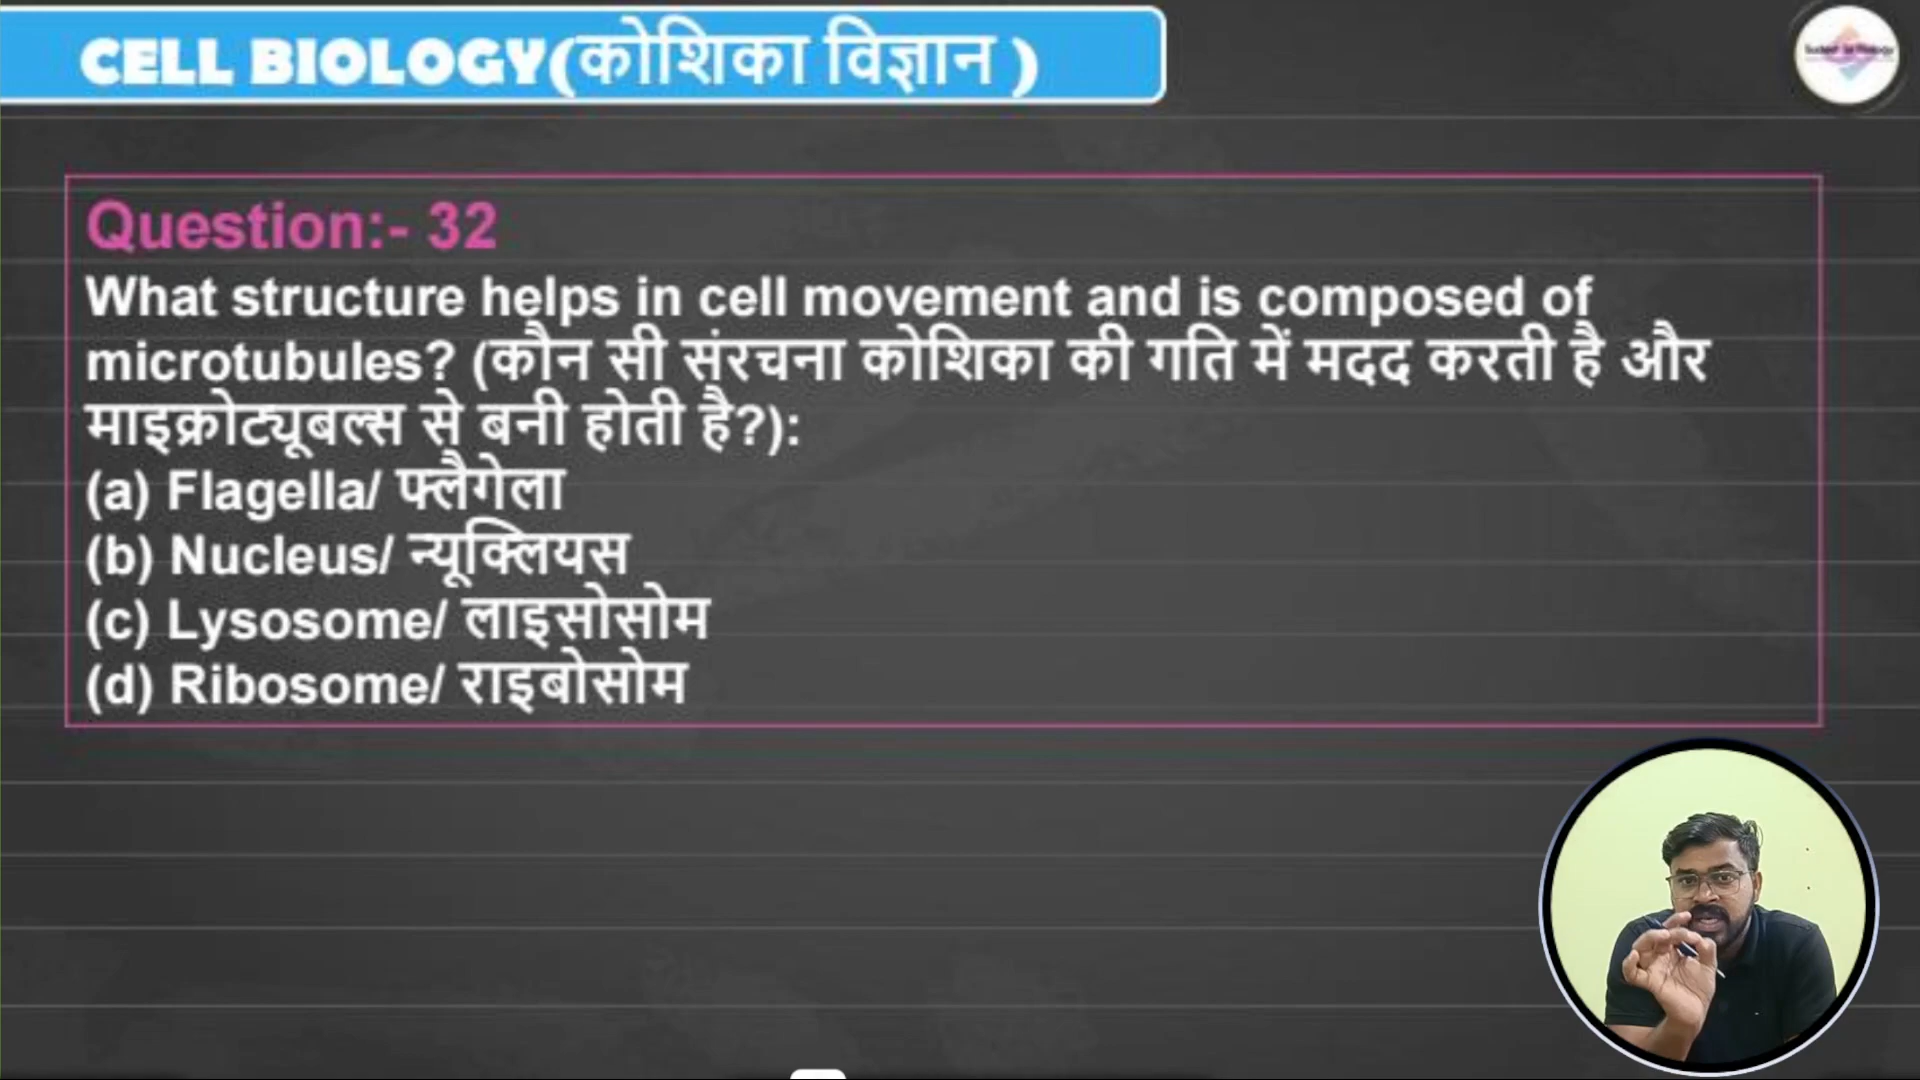 CELL BIOLOGY(कोशिका विज्ञान )
Question:- 32
What structure helps in cell movement and is composed of
microtubules? (कौन सी संरचना कोशिका की गति में मदद करती है और
माइक्रोट्यूबल्स से बनी होती है?):
(a) Flagella/ फ्लैगेला
(b) Nucleus/ न्यूक्लियस
(c) Lysosome/ लाइसोसोम
(d) Ribosome/ राइबोसोम